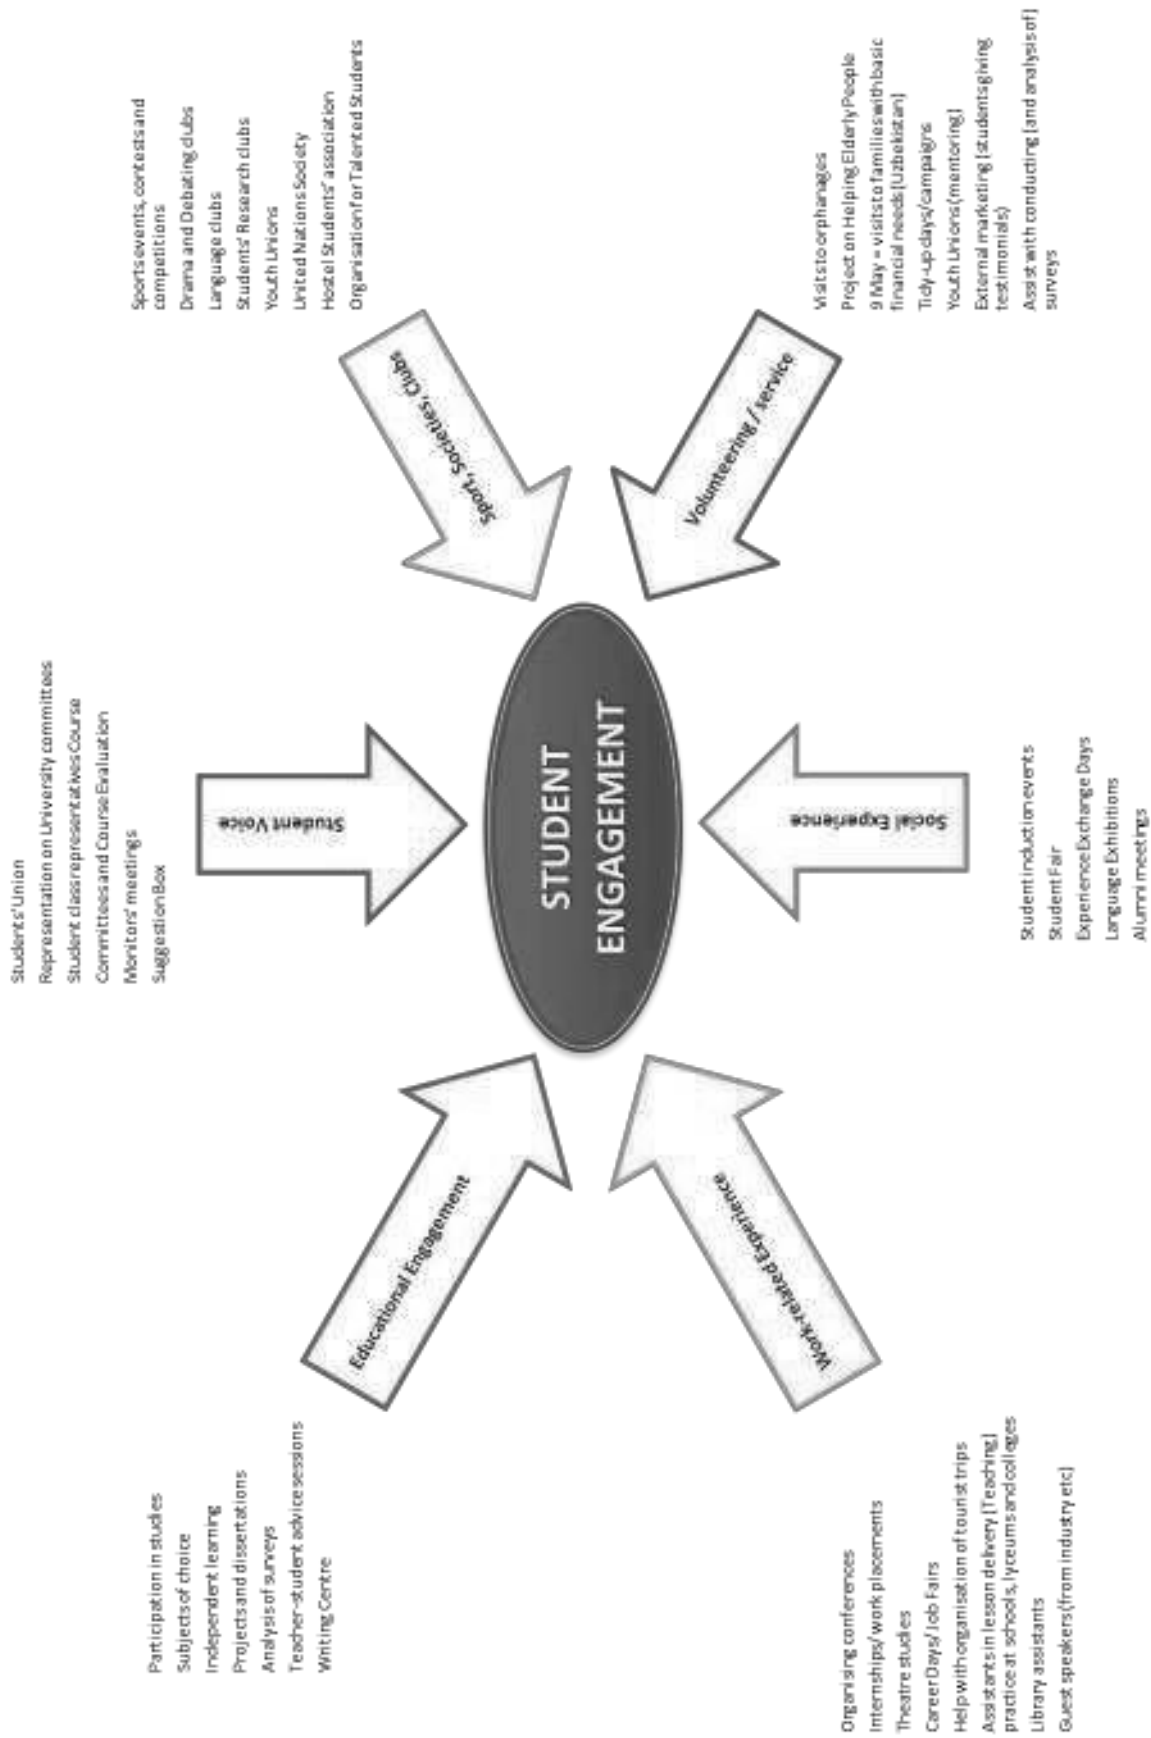 Participation in studies
Subjects of choice
Independent learning
Projects and dissertations
Analysis of surveys
Teacher-student advice sessions
Writing Centre
Educational Engagement
Students' Union
Representation on University committees
Student class representatives Course
Committees and Course Evaluation
Monitors' meetings
Suggestion Box
Student Voice
Sports events, contests and
competitions
Drama and Debating clubs
Language clubs
Students' Research clubs
Youth Unions
United Nations Society
Hostel Students' association
Organisation for Talented Students
Sport, Societies, Clubs
STUDENT
ENGAGEMENT
Work-related Experience
Organising conferences
Internships/ work placements
Theatre studies
Career Days/ Job Fairs
Help with organisation of tourist trips
Assistants in lesson delivery (Teaching)
practice at schools, lyceums and colleges
Library assistants
Guest speakers (from industry etc)
Social Experience
Student induction events
Student Fair
Experience Exchange Days
Language Exhibitions
Alumni meetings
Volunteering / service
Visits to orphanages
Project on Helping Elderly People
9 May = visits to families with basic
financial needs (Uzbekistan)
Tidy-up days/campaigns
Youth Unions (mentoring)
External marketing (students giving
testimonials)
Assist with conducting (and analysis of)
surveys